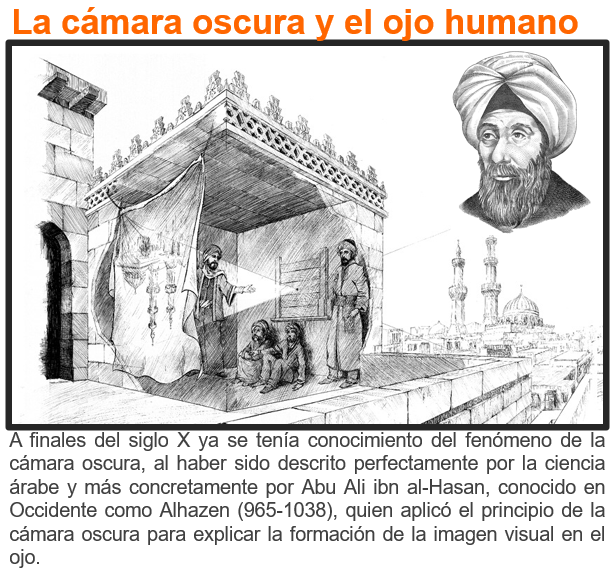 La cámara oscura y el ojo humano
A finales del siglo X ya se tenía conocimiento del fenómeno de la
cámara oscura, al haber sido descrito perfectamente por la ciencia
árabe y más concretamente por Abu Ali ibn al-Hasan, conocido en
Occidente como Alhazen (965-1038), quien aplicó el principio de la
cámara oscura para explicar la formación de la imagen visual en el
ojo.